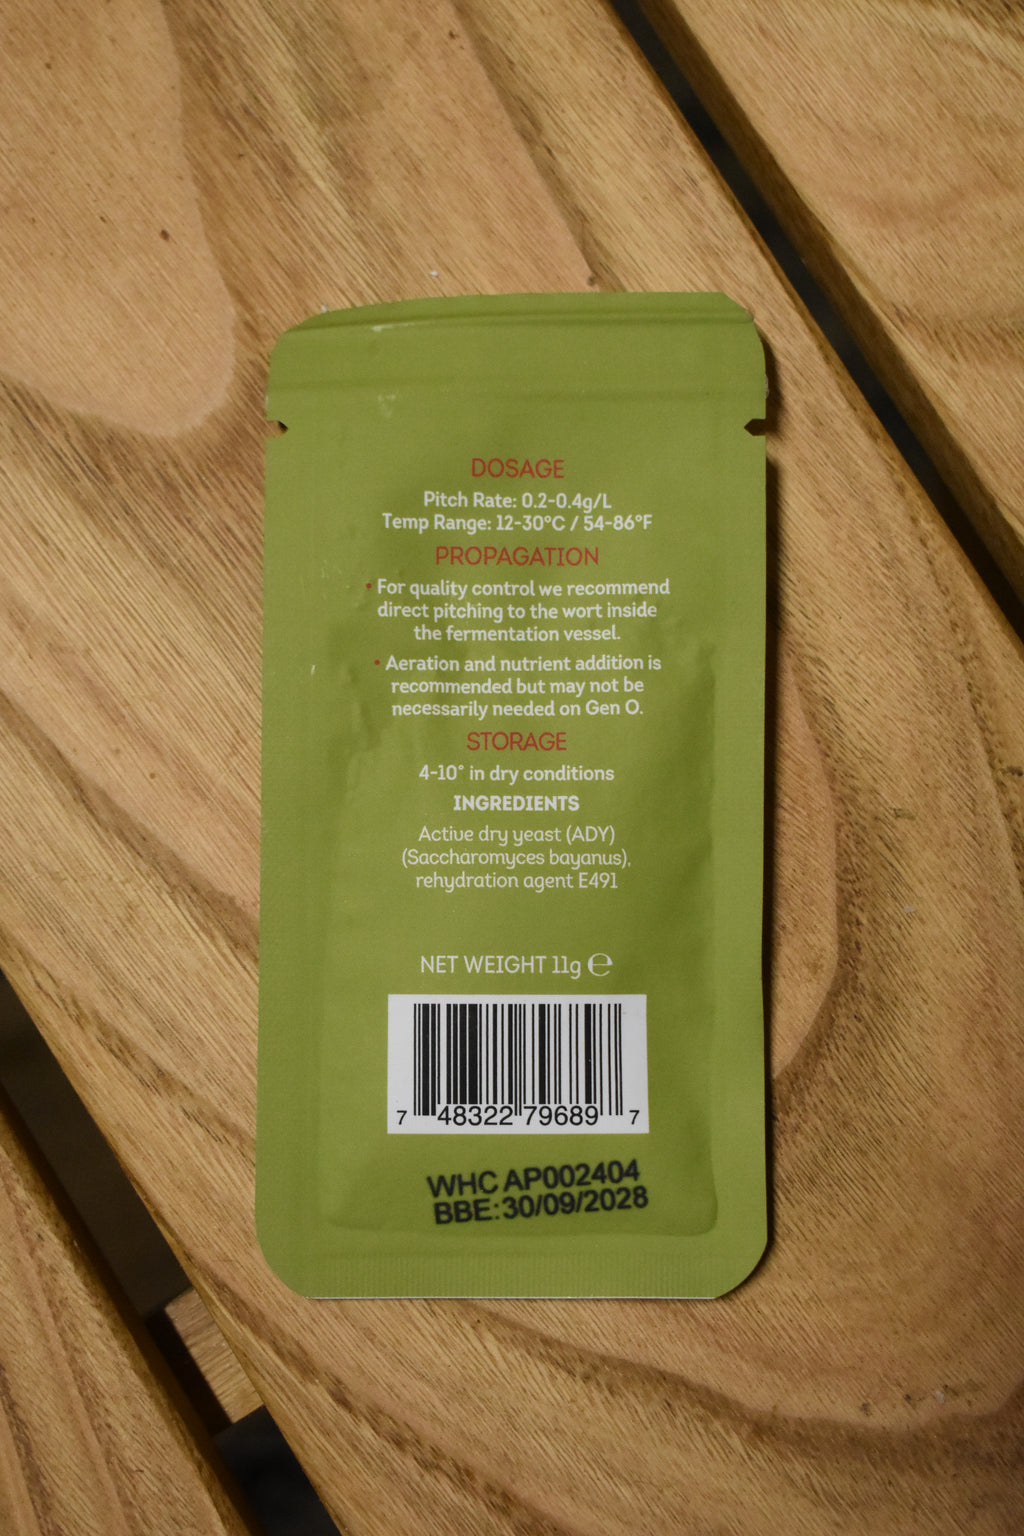 DOSAGE
Pitch Rate: 0.2-0.4g/L
Temp Range: 12-30°C / 54-86°F
PROPAGATION
• For quality control we recommend
direct pitching to the wort inside
the fermentation vessel.
• Aeration and nutrient addition is
recommended but may not be
necessarily needed on Gen O.
STORAGE
4-10° in dry conditions
INGREDIENTS
Active dry yeast (ADY)
(Saccharomyces bayanus),
rehydration agent E491
NET WEIGHT 11g ℮
7 48322 79689 7
WHC AP002404
BBE:30/09/2028